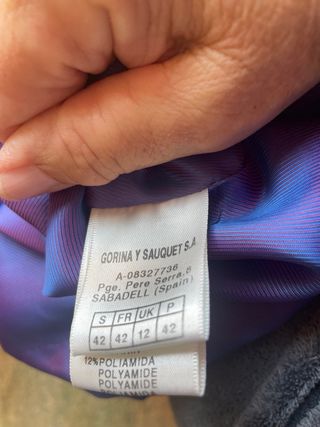 GORINA Y SAUQUET S.A
A-08327736
Pge. Pere Serra, 8
SABADELL (Spain)
S FR UK P
42 42 12 42
12% POLIAMIDA
POLYAMIDE
POLYAMIDE